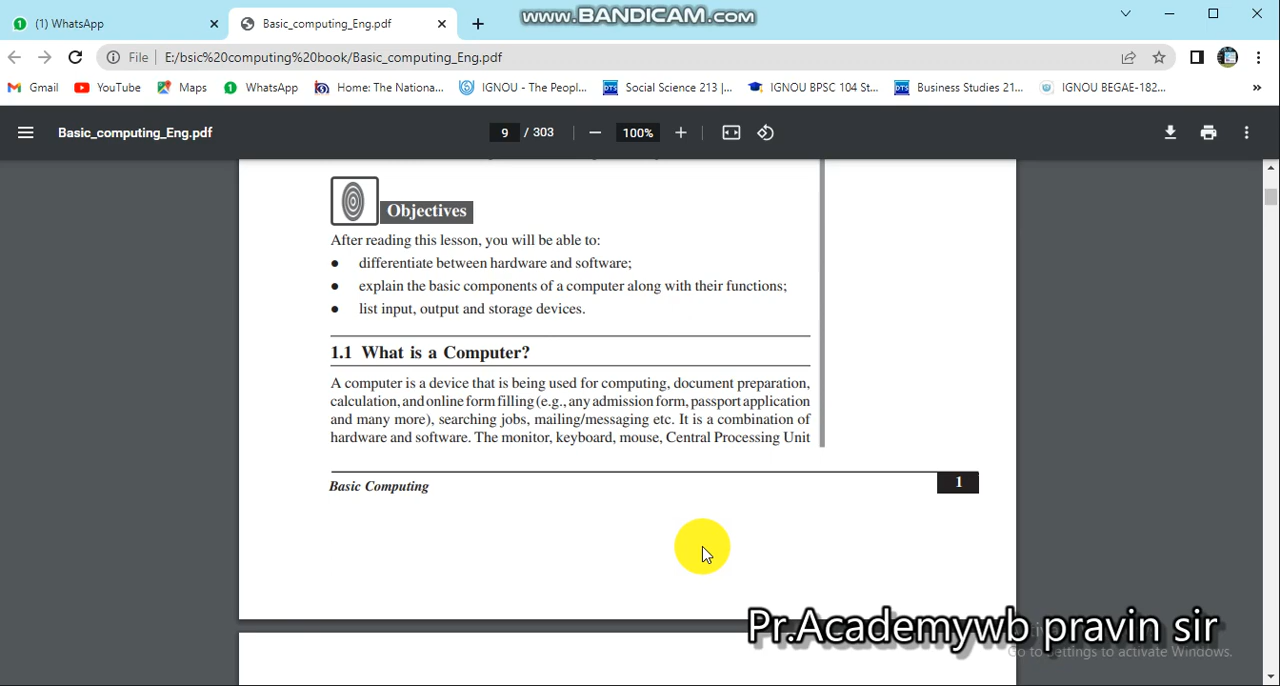 (1) WhatsApp
Basic_computing_Eng.pdf
www.BANDICAM.com
File
E:/bsic%20computing%20book/Basic_computing_Eng.pdf
Gmail
YouTube
Maps
WhatsApp
Home: The Nationa...
IGNOU - The Peopl...
Social Science 213 |...
IGNOU BPSC 104 St...
Business Studies 21...
IGNOU BEGAE-182...
»
Basic_computing_Eng.pdf
9 / 303
100%
Objectives
After reading this lesson, you will be able to:
● differentiate between hardware and software;
● explain the basic components of a computer along with their functions;
● list input, output and storage devices.
1.1 What is a Computer?
A computer is a device that is being used for computing, document preparation,
calculation, and online form filling (e.g., any admission form, passport application
and many more), searching jobs, mailing/messaging etc. It is a combination of
hardware and software. The monitor, keyboard, mouse, Central Processing Unit
Basic Computing
1
Pr.Academywb pravin sir
Go to Settings to activate Windows.